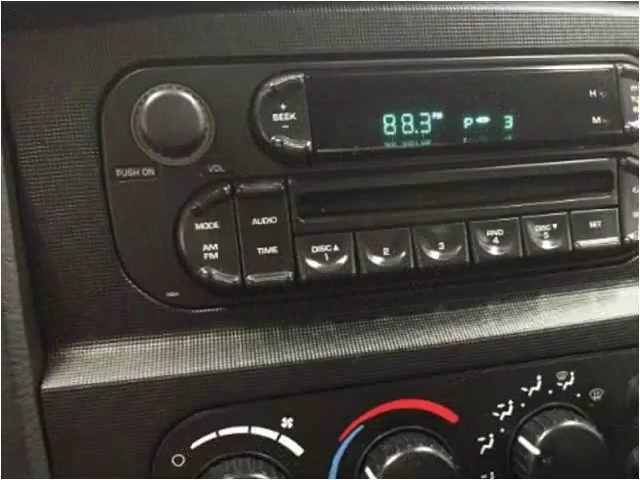 +
SEEK
-
88.3 FM P 3
H
M
PUSH ON
VOL
MODE
AUDIO
AM
FM
TIME
DISC ▲
1
2
3
RND
4
DISC ▼
5
SET